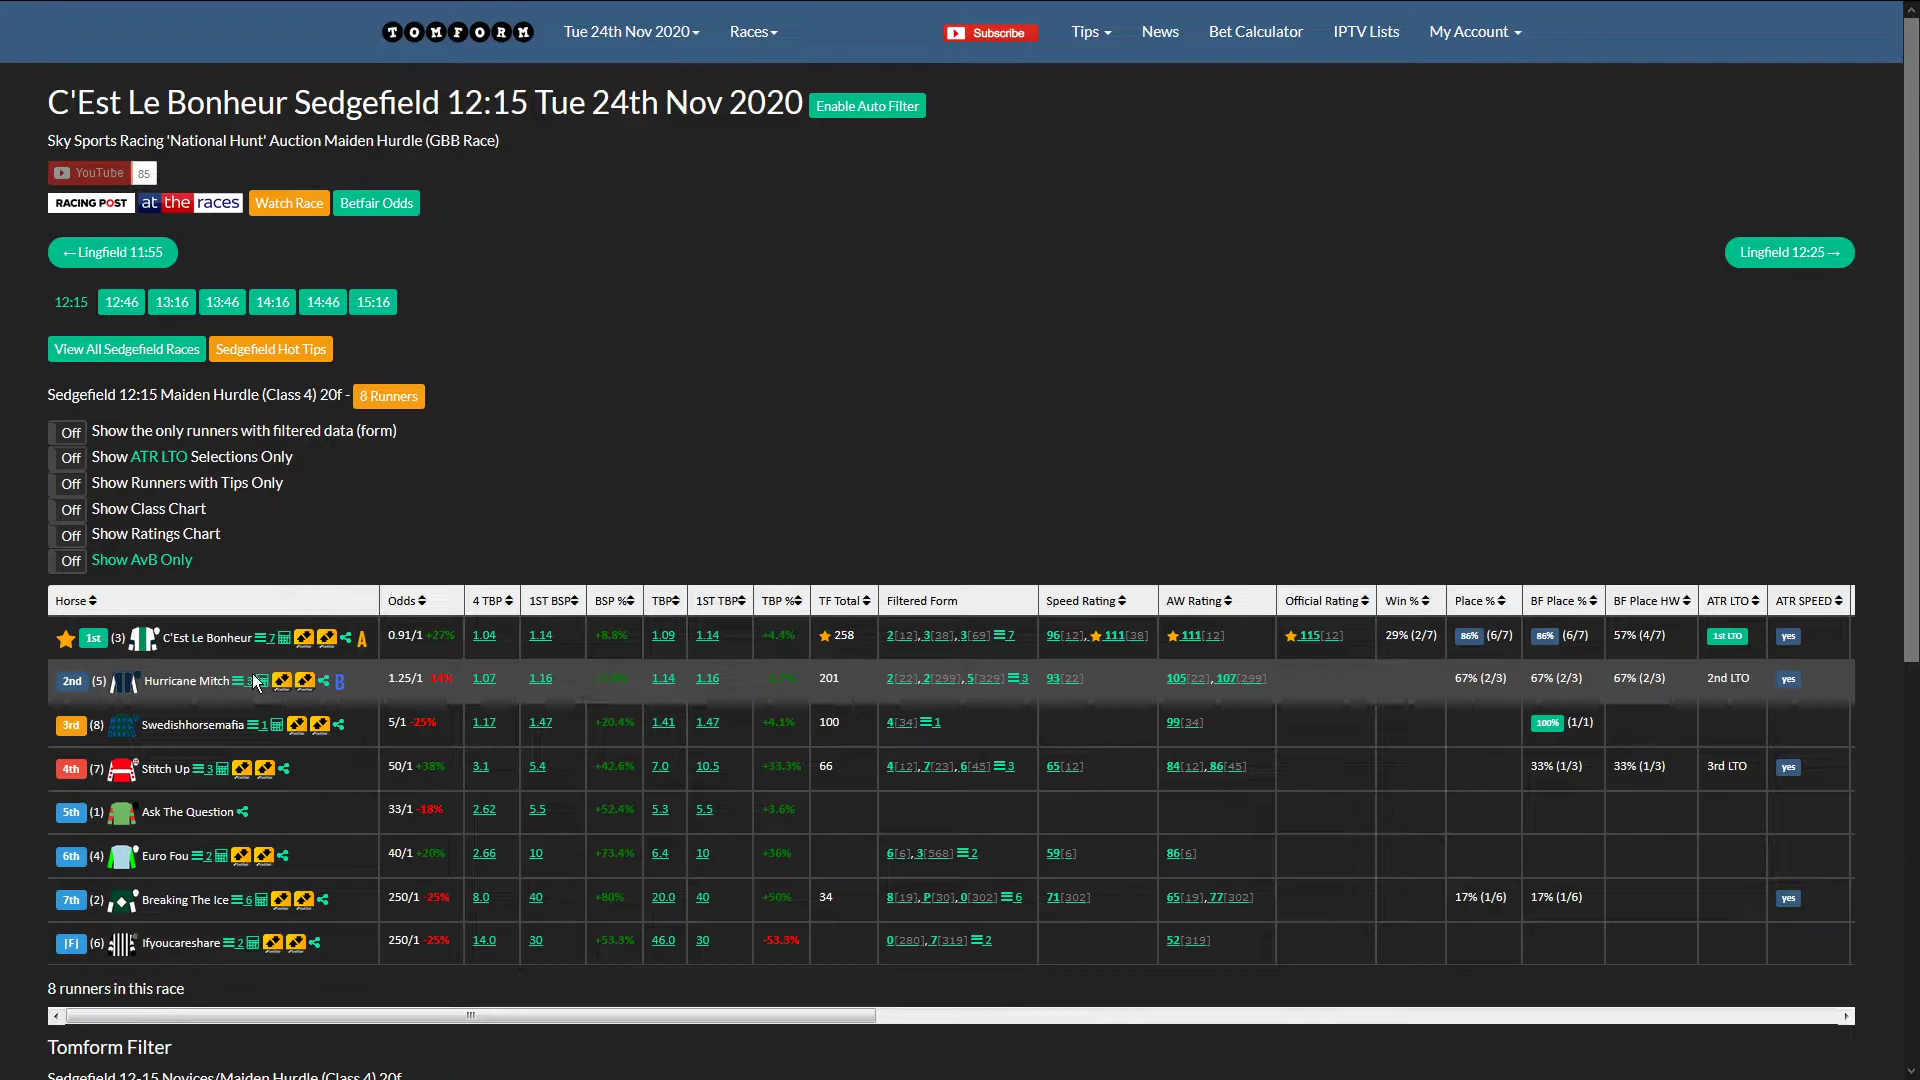 TOMFORM Tue 24th Nov 2020 Races Subscribe Tips News Bet Calculator IPTV Lists My Account
C'Est Le Bonheur Sedgefield 12:15 Tue 24th Nov 2020 Enable Auto Filter
Sky Sports Racing 'National Hunt' Auction Maiden Hurdle (GBB Race)
YouTube 85
RACING POST at the races Watch Race Betfair Odds
←Lingfield 11:55 Lingfield 12:25→
12:15 12:46 13:16 13:46 14:16 14:46 15:16
View All Sedgefield Races Sedgefield Hot Tips
Sedgefield 12:15 Maiden Hurdle (Class 4) 20f - 8 Runners
Off Show the only runners with filtered data (form)
Off Show ATR LTO Selections Only
Off Show Runners with Tips Only
Off Show Class Chart
Off Show Ratings Chart
Off Show AvB Only
Horse Odds 4 TBP 1ST BSP BSP % TBP 1ST TBP TBP % TF Total Filtered Form Speed Rating AW Rating Official Rating Win % Place % BF Place % BF Place HW ATR LTO ATR SPEED
1st (3) C'Est Le Bonheur 7 A 0.91/1 +27% 1.04 1.14 +8.8% 1.09 1.14 +4.4% 258 2[12], 3[38], 3[69] 7 96[12], 111[38] 111[12] 115[12] 29% (2/7) 86% (6/7) 86% (6/7) 57% (4/7) 1st LTO yes
2nd (5) Hurricane Mitch 3 B 1.25/1 -14% 1.07 1.16 1.14 1.16 201 2[22], 2[299], 5[329] 3 93[22] 105[22], 107[299] 67% (2/3) 67% (2/3) 67% (2/3) 2nd LTO yes
3rd (8) Swedishhorsemafia 1 5/1 -25% 1.17 1.47 +20.4% 1.41 1.47 +4.1% 100 4[34] 1 99[34] 100% (1/1)
4th (7) Stitch Up 3 50/1 +38% 3.1 5.4 +42.6% 7.0 10.5 +33.3% 66 4[12], 7[23], 6[45] 3 65[12] 84[12], 86[45] 33% (1/3) 33% (1/3) 3rd LTO yes
5th (1) Ask The Question 33/1 -18% 2.62 5.5 +52.4% 5.3 5.5 +3.6%
6th (4) Euro Fou 2 40/1 +20% 2.66 10 +73.4% 6.4 10 +36% 6[6], 3[568] 2 59[6] 86[6]
7th (2) Breaking The Ice 6 250/1 -25% 8.0 40 +80% 20.0 40 +50% 34 8[19], P[30], 0[302] 6 71[302] 65[19], 77[302] 17% (1/6) 17% (1/6) yes
|F| (6) Ifyoucareshare 2 250/1 -25% 14.0 30 +53.3% 46.0 30 -53.3% 0[280], 7[319] 2 52[319]
8 runners in this race
Tomform Filter
Sedgefield 12-15 Novices/Maiden Hurdle (Class 4) 20f